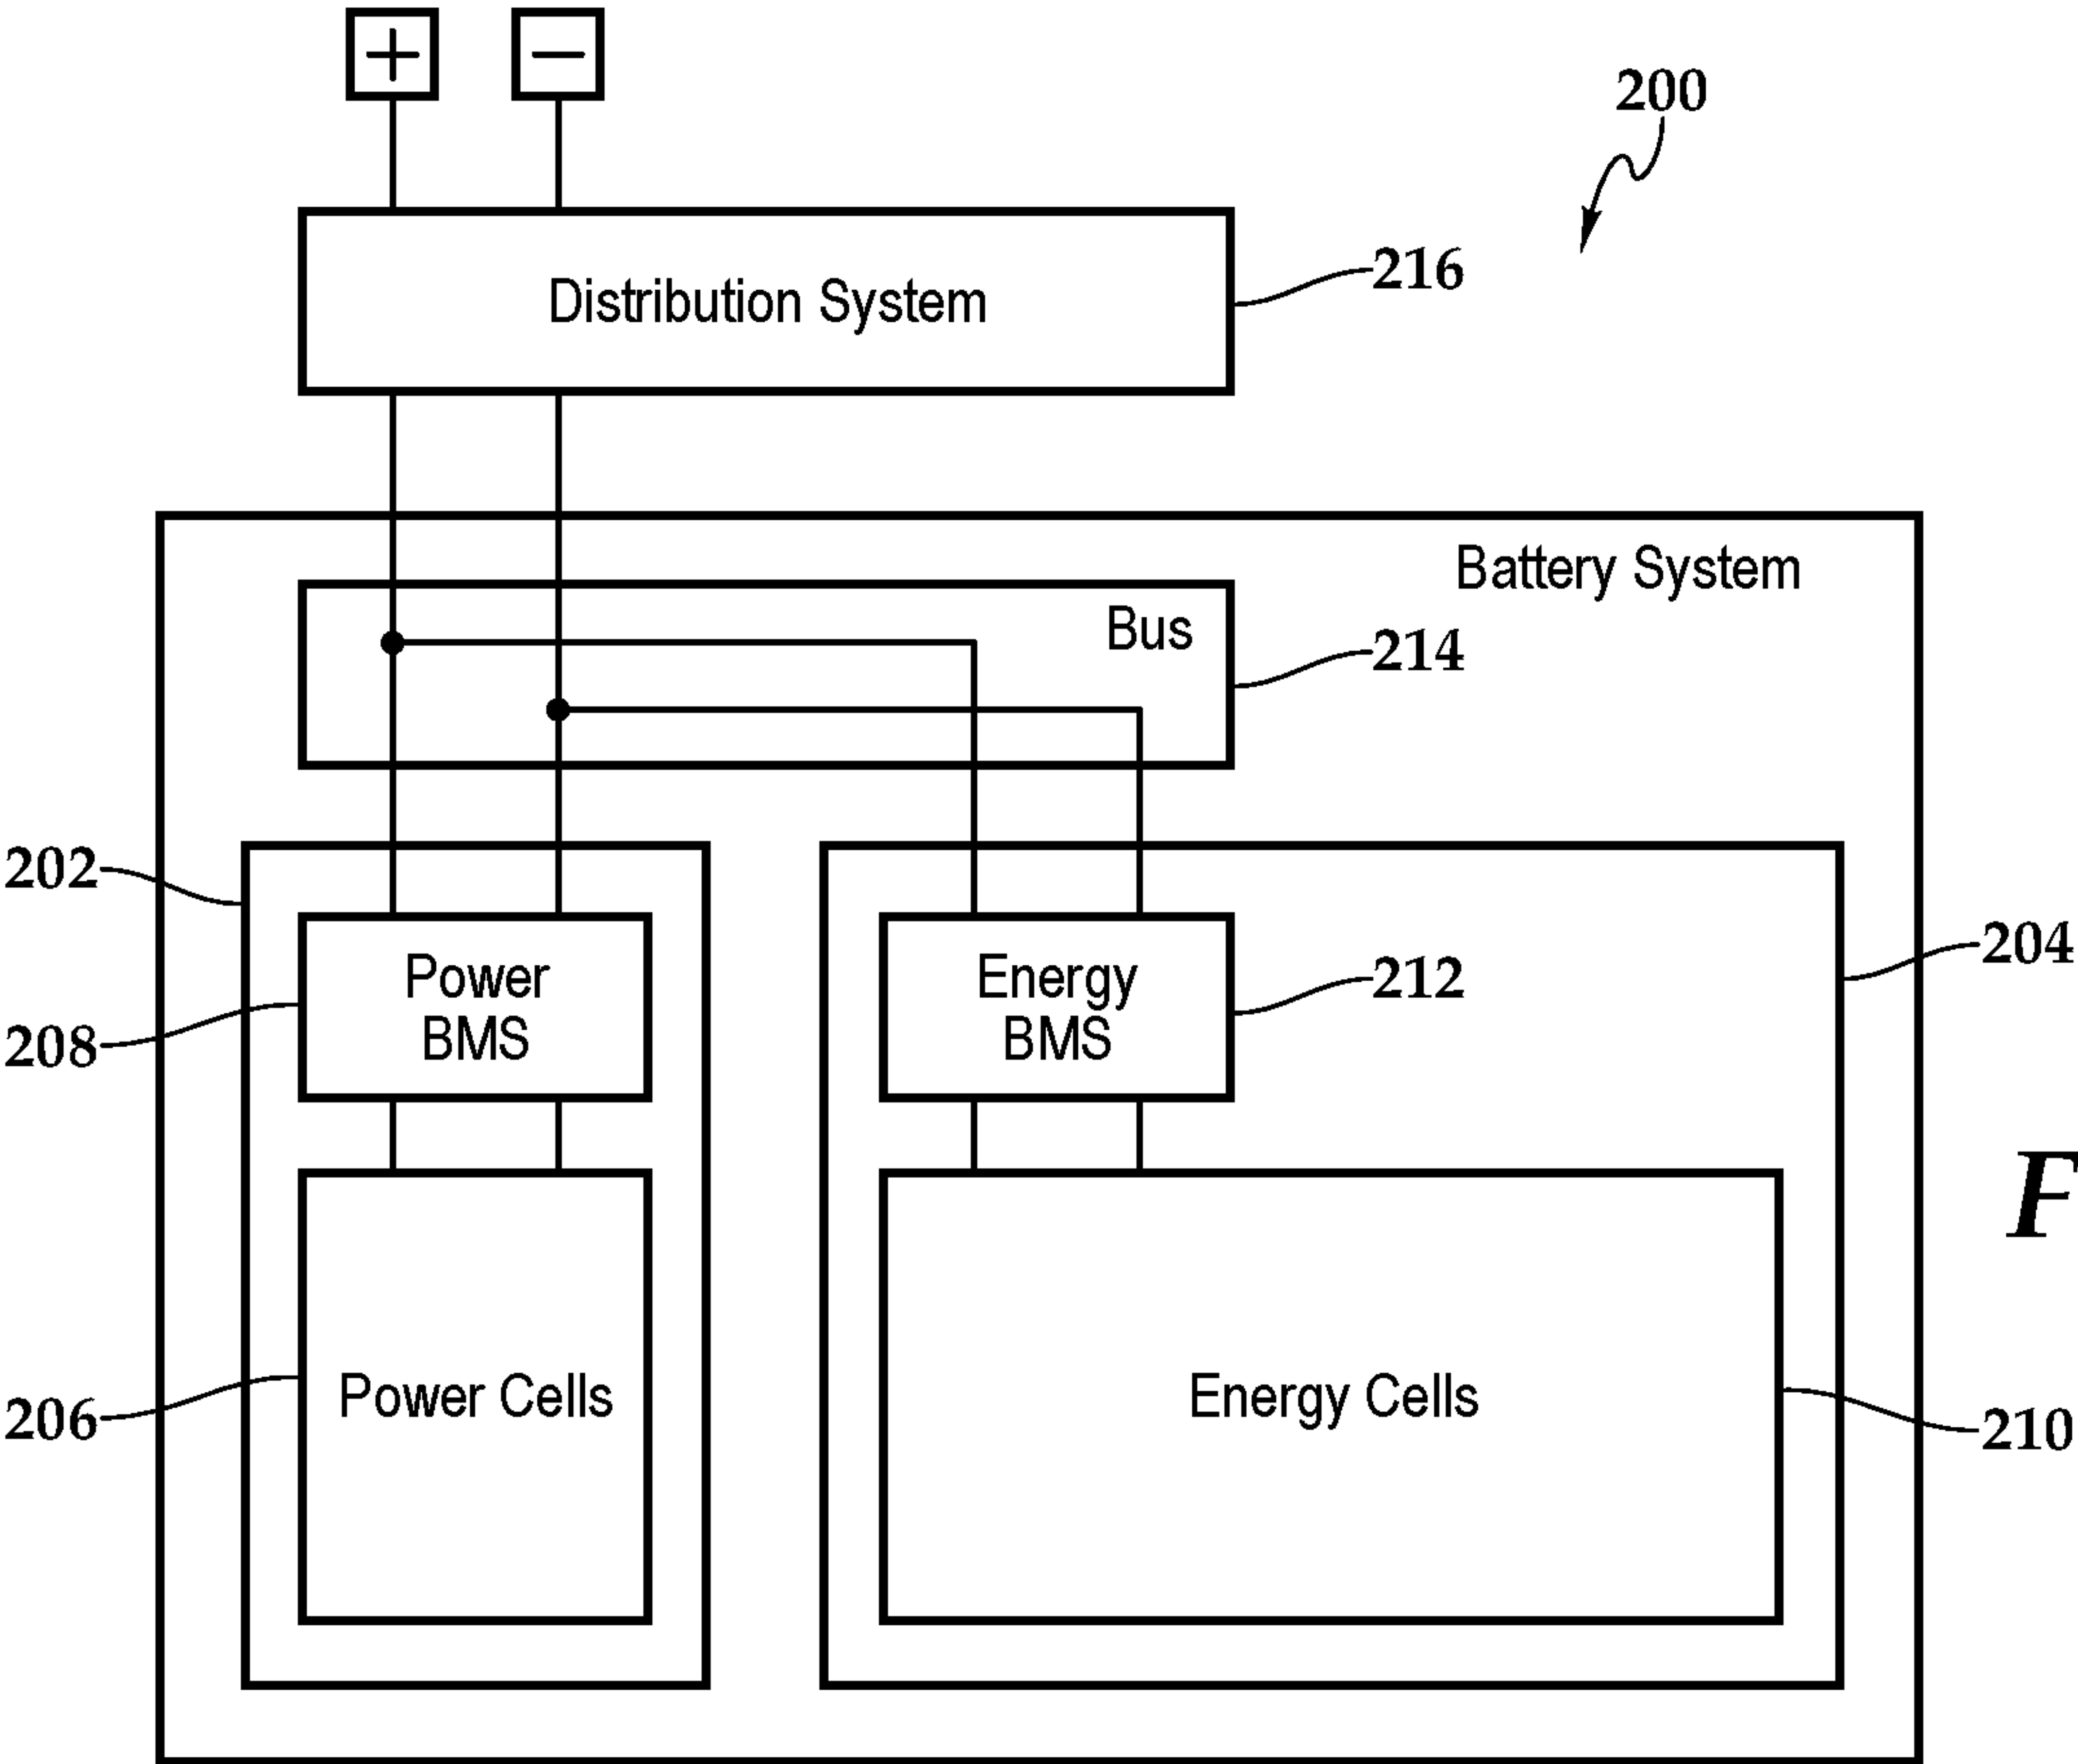 + −
200
Distribution System
216
Battery System
Bus
214
202
204
Power
BMS
Energy
BMS
212
208
F
Power Cells
Energy Cells
206
210